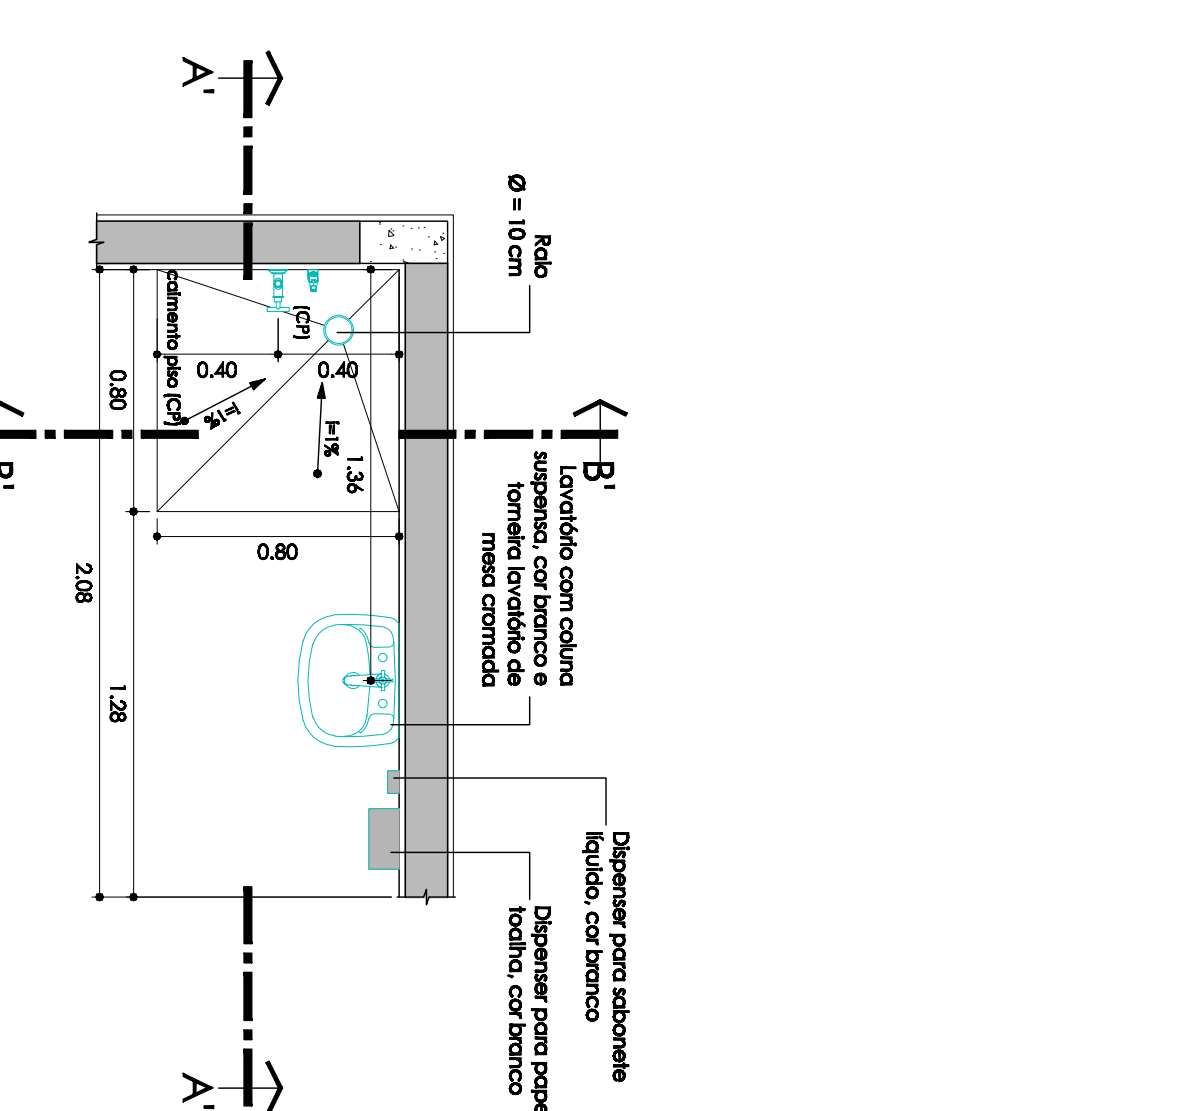 A'
Ralo
Ø = 10 cm
caimento piso (CP)
(CP)
0.40
0.40
0.80
i=1%
i=1%
1.36
B'
B'
Lavatório com coluna
suspensa, cor branco e
torneira lavatório de
mesa cromada
0.80
2.08
1.28
Dispenser para sabonete
líquido, cor branco
Dispenser para pape
toalha, cor branco
A'